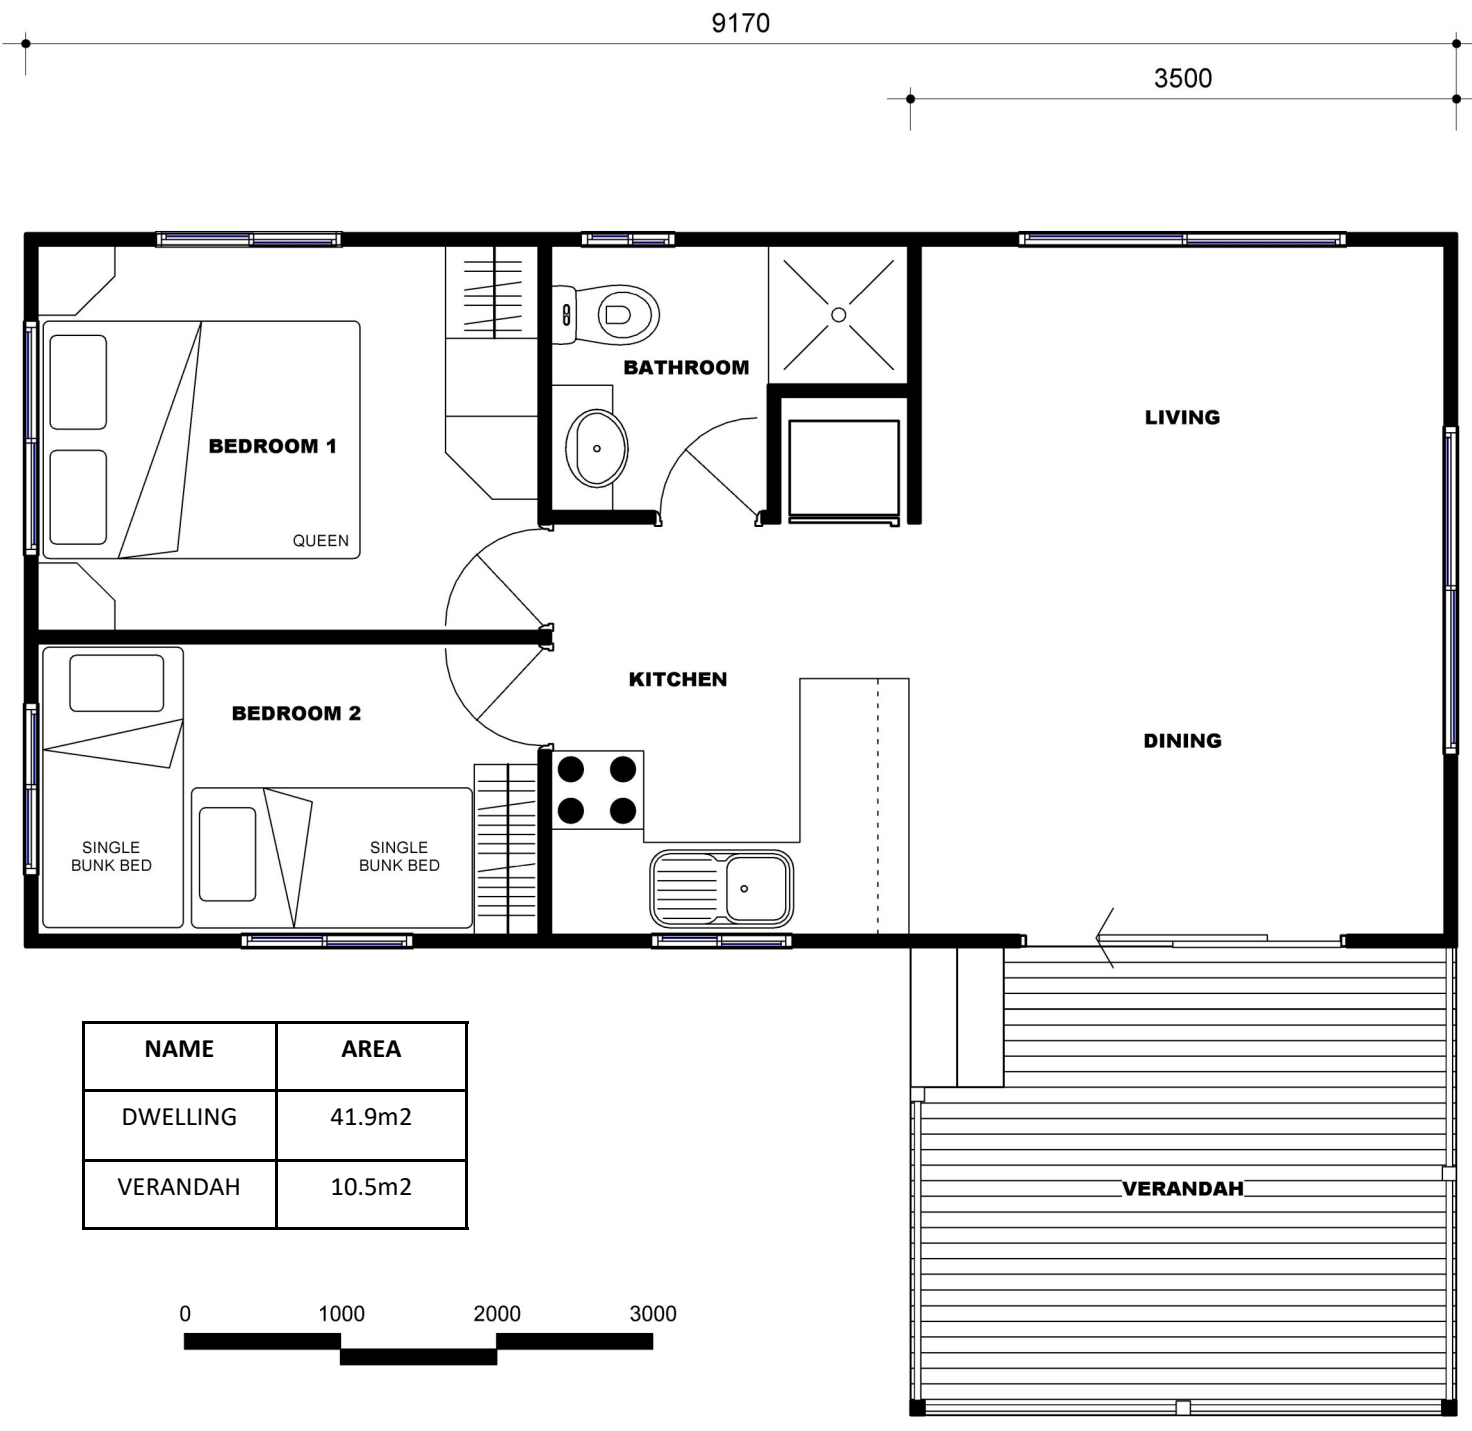 9170
3500
BATHROOM
LIVING
BEDROOM 1
QUEEN
KITCHEN
BEDROOM 2
DINING
SINGLE
BUNK BED
SINGLE
BUNK BED
NAME AREA
DWELLING 41.9m2
VERANDAH 10.5m2
VERANDAH
0 1000 2000 3000